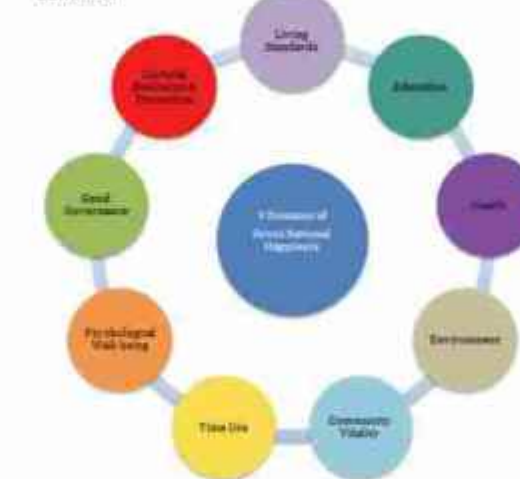 Living
Standards
Education
Health
Environment
Community
Vitality
Time Use
Psychological
Well-being
Good
Governance
Cultural
9 Domains of
Gross National
Happiness